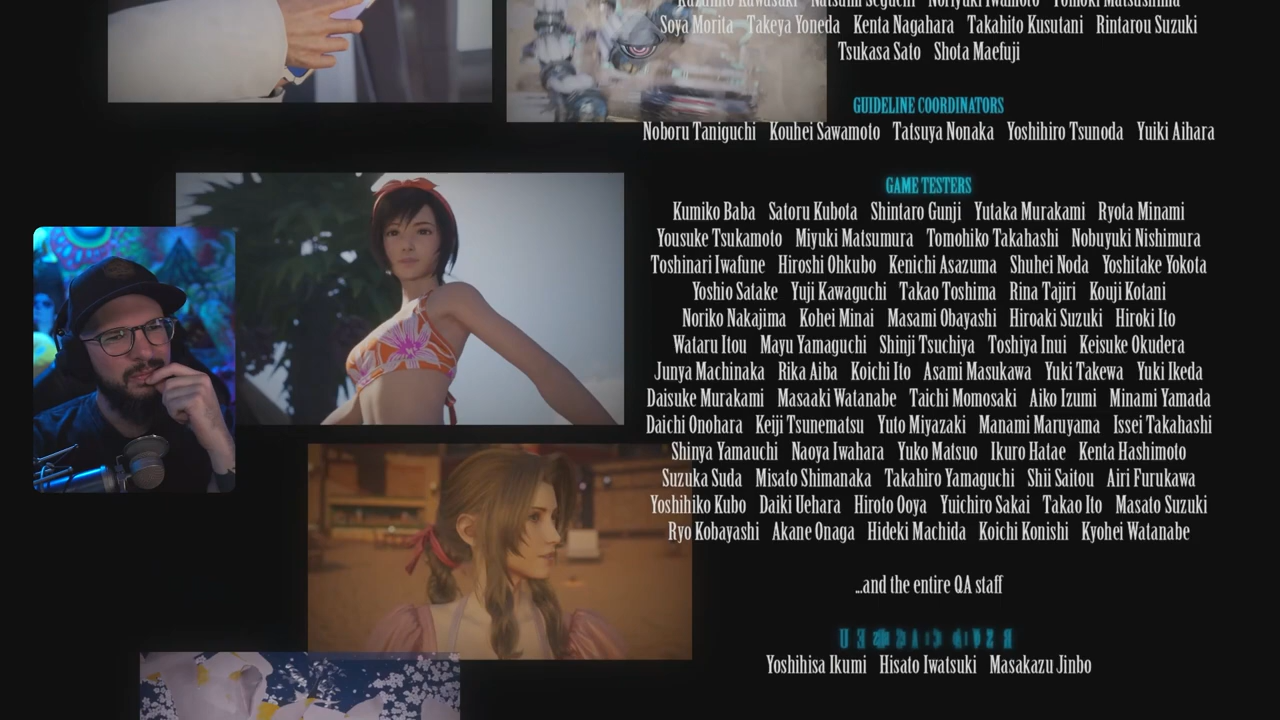 Soya Morita Takeya Yoneda Kenta Nagahara Takahito Kusutani Rintarou Suzuki
Tsukasa Sato Shota Maefuji
GUIDELINE COORDINATORS
Noboru Taniguchi Kouhei Sawamoto Tatsuya Nonaka Yoshihiro Tsunoda Yuiki Aihara
GAME TESTERS
Kumiko Baba Satoru Kubota Shintaro Gunji Yutaka Murakami Ryota Minami
Yousuke Tsukamoto Miyuki Matsumura Tomohiko Takahashi Nobuyuki Nishimura
Toshinari Iwafune Hiroshi Ohkubo Kenichi Asazuma Shuhei Noda Yoshitake Yokota
Yoshio Satake Yuji Kawaguchi Takao Toshima Rina Tajiri Kouji Kotani
Noriko Nakajima Kohei Minai Masami Obayashi Hiroaki Suzuki Hiroki Ito
Wataru Itou Mayu Yamaguchi Shinji Tsuchiya Toshiya Inui Keisuke Okudera
Junya Machinaka Rika Aiba Koichi Ito Asami Masukawa Yuki Takewa Yuki Ikeda
Daisuke Murakami Masaaki Watanabe Taichi Momosaki Aiko Izumi Minami Yamada
Daichi Onohara Keiji Tsunematsu Yuto Miyazaki Manami Maruyama Issei Takahashi
Shinya Yamauchi Naoya Iwahara Yuko Matsuo Ikuro Hatae Kenta Hashimoto
Suzuka Suda Misato Shimanaka Takahiro Yamaguchi Shii Saitou Airi Furukawa
Yoshihiko Kubo Daiki Uehara Hiroto Ooya Yuichiro Sakai Takao Ito Masato Suzuki
Ryo Kobayashi Akane Onaga Hideki Machida Koichi Konishi Kyohei Watanabe
...and the entire QA staff
Yoshihisa Ikumi Hisato Iwatsuki Masakazu Jinbo